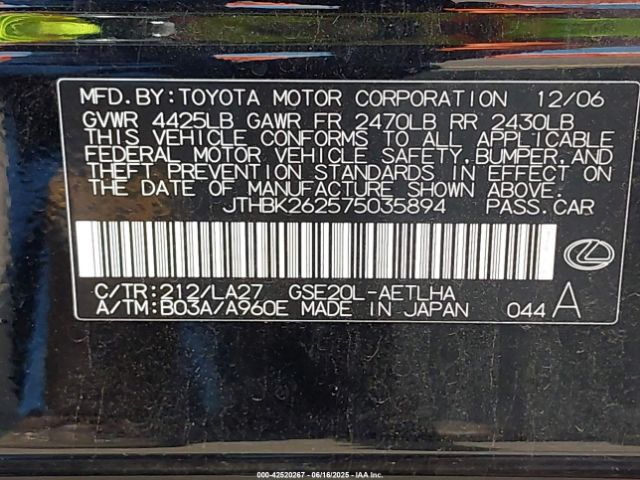 MFD.BY:TOYOTA MOTOR CORPORATION 12/06
GVWR 4425LB GAWR FR 2470LB RR 2430LB
THIS VEHICLE CONFORMS TO ALL APPLICABLE
FEDERAL MOTOR VEHICLE SAFETY,BUMPER,AND
THEFT PREVENTION STANDARDS IN EFFECT ON
THE DATE OF MANUFACTURE SHOWN ABOVE.
JTHBK262575035894 PASS.CAR
C/TR:212/LA27 GSE20L-AETLHA
A/TM:B03A/A960E MADE IN JAPAN 044 A
000-42520267 - 06/16/2025 - IAAI.COM